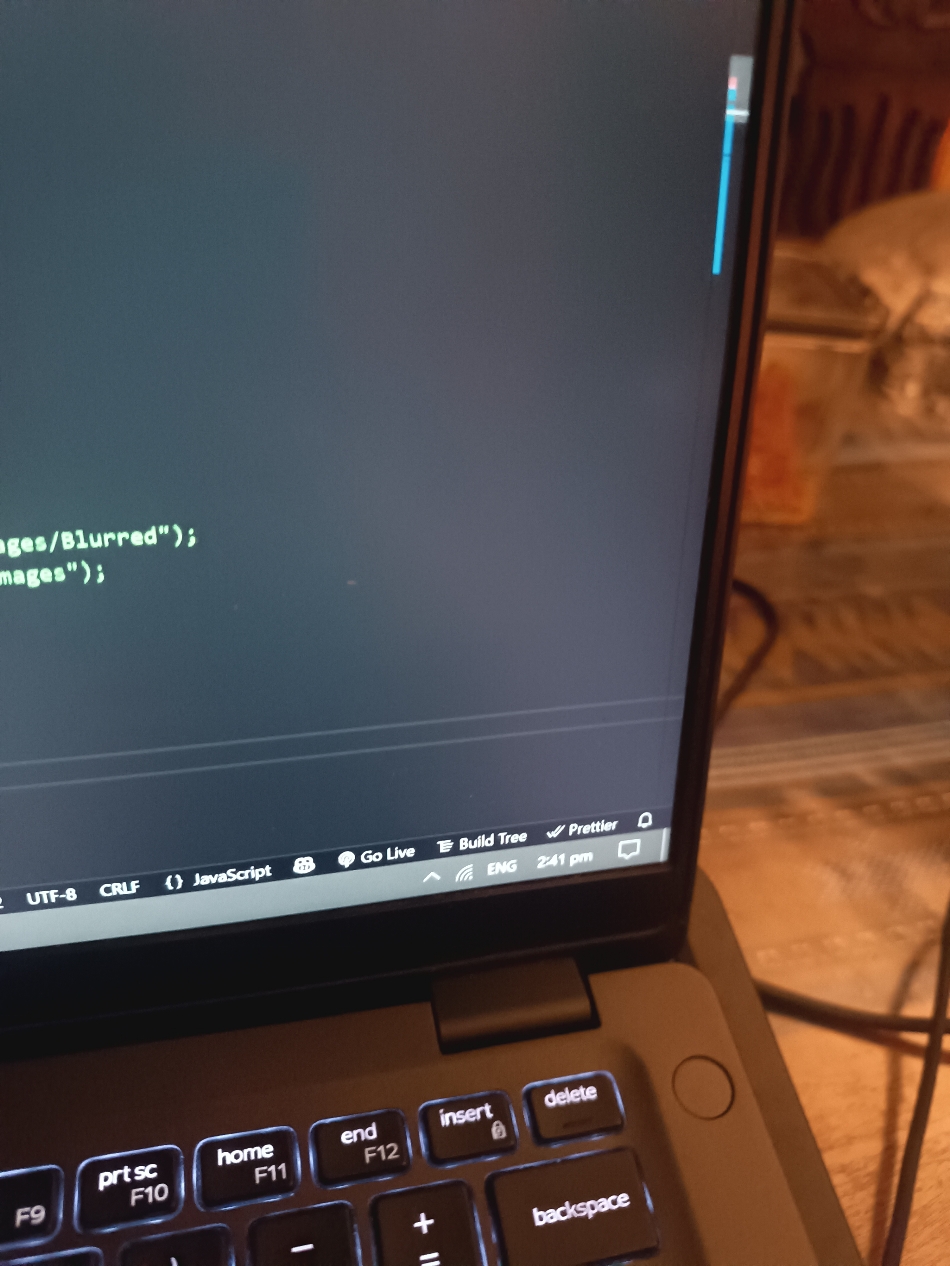 ages/Blurred");
mages");
UTF-8 CRLF {} JavaScript Go Live Build Tree Prettier
ENG 2:41 pm
F9 prt sc F10 home F11 end F12 insert delete
- + = backspace